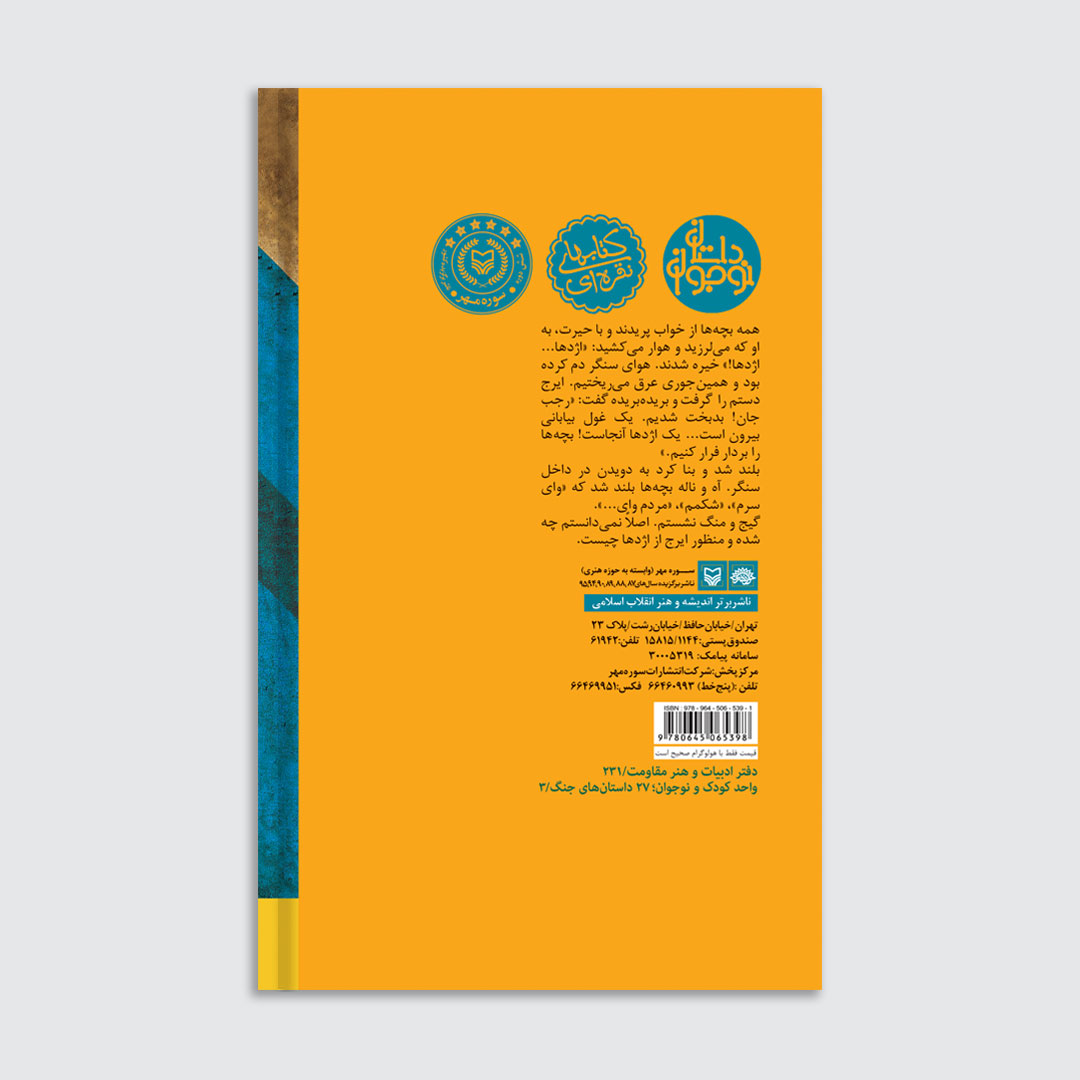 داستان
نوجوان
کتابهای
نقره‌ای
سوره‌مهر
همه بچه‌ها از خواب پریدند و با حیرت، به
او که می‌لرزید و هوار می‌کشید: «اژدها...
اژدها!» خیره شدند. هوای سنگر دم کرده
بود و همین‌جوری عرق می‌ریختیم. ایرج
دستم را گرفت و بریده‌بریده گفت: «رجب
جان! بدبخت شدیم. یک غول بیابانی
بیرون است... یک اژدها آنجاست! بچه‌ها
را بردار فرار کنیم.»
بلند شد و بنا کرد به دویدن در داخل
سنگر. آه و ناله بچه‌ها بلند شد که «وای
سرم»، «شکمم»، «مردم وای...».
گیج و منگ نشستم. اصلاً نمی‌دانستم چه
شده و منظور ایرج از اژدها چیست.
سوره مهر (وابسته به حوزه هنری)
ناشر برگزیده سال‌های ۸۷، ۸۸، ۸۹، ۹۰، ۹۴، ۹۵
ناشر برتر اندیشه و هنر انقلاب اسلامی
تهران/خیابان حافظ/خیابان رشت/پلاک ۲۳
صندوق‌پستی: ۱۵۸۱۵/۱۱۴۴ تلفن: ۶۱۹۴۲
سامانه پیامک: ۳۰۰۰۵۳۱۹
مرکز پخش: شرکت انتشارات سوره‌مهر
تلفن: (پنج‌خط) ۶۶۴۶۰۹۹۳ فکس: ۶۶۴۶۹۹۵۱
ISBN : 978 - 964 - 506 - 539 - 1
9 780645 065398
قیمت فقط با هولوگرام صحیح است
دفتر ادبیات و هنر مقاومت/۲۳۱
واحد کودک و نوجوان؛ ۲۷ داستان‌های جنگ/۳